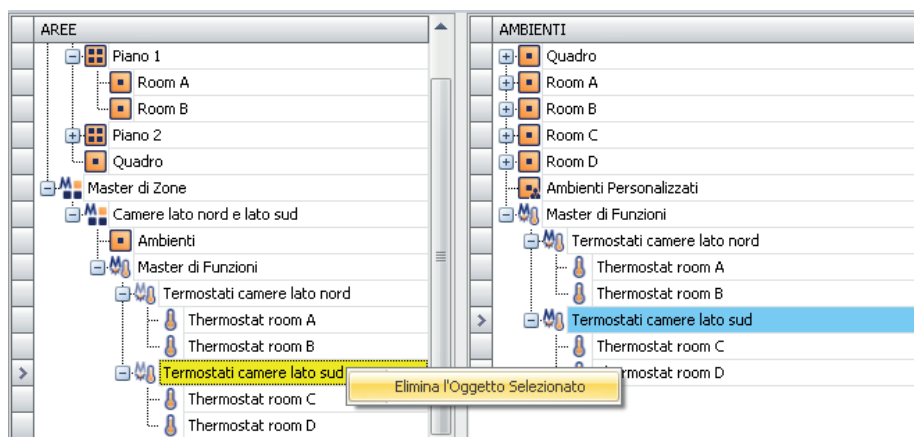 AREE
Piano 1
Room A
Room B
Piano 2
Quadro
Master di Zone
Camere lato nord e lato sud
Ambienti
Master di Funzioni
Termostati camere lato nord
Thermostat room A
Thermostat room B
Termostati camere lato sud
Thermostat room C
Thermostat room D
Elimina l'Oggetto Selezionato
AMBIENTI
Quadro
Room A
Room B
Room C
Room D
Ambienti Personalizzati
Master di Funzioni
Termostati camere lato nord
Thermostat room A
Thermostat room B
Termostati camere lato sud
Thermostat room C
mostat room D